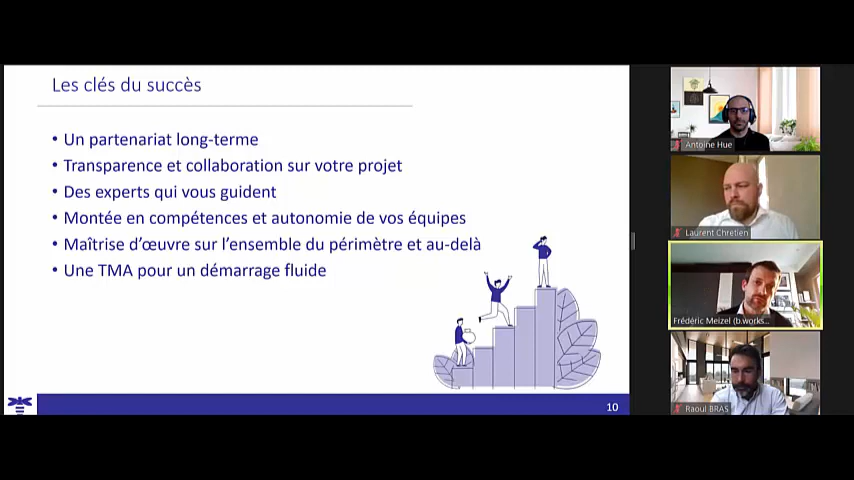 Les clés du succès
• Un partenariat long-terme
• Transparence et collaboration sur votre projet
• Des experts qui vous guident
• Montée en compétences et autonomie de vos équipes
• Maîtrise d’œuvre sur l’ensemble du périmètre et au-delà
• Une TMA pour un démarrage fluide
10
Antoine Hue
Laurent Chretien
Frédéric Meizel (b.works...
Raoul BRAS